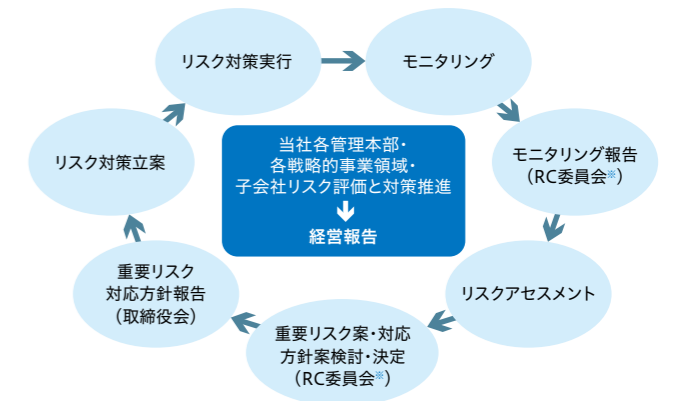 リスク対策実行
モニタリング
モニタリング報告
（RC委員会※）
リスクアセスメント
重要リスク案・対応
方針案検討・決定
（RC委員会※）
重要リスク
対応方針報告
（取締役会）
リスク対策立案
当社各管理本部・
各戦略的事業領域・
子会社リスク評価と対策推進
経営報告